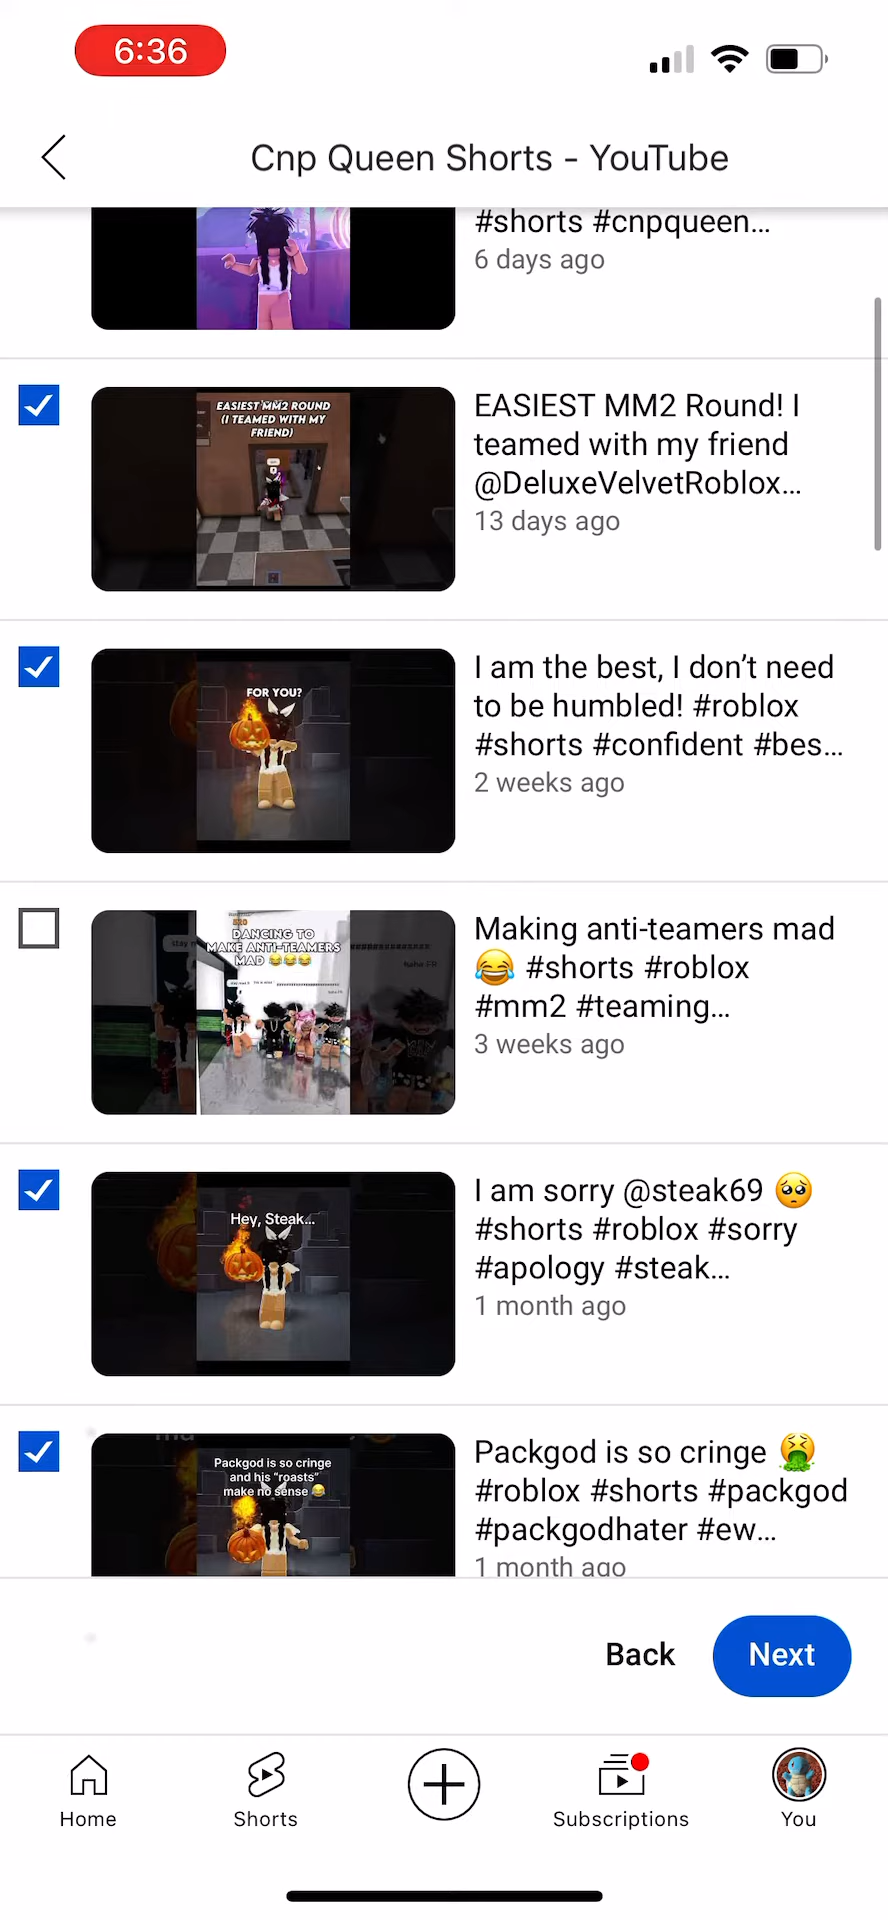 6:36
Cnp Queen Shorts - YouTube
#shorts #cnpqueen...
6 days ago
EASIEST MM2 ROUND
(I TEAMED WITH MY
FRIEND)
EASIEST MM2 Round! I
teamed with my friend
@DeluxeVelvetRoblox...
13 days ago
FOR YOU?
I am the best, I don’t need
to be humbled! #roblox
#shorts #confident #bes...
2 weeks ago
DANCING TO
MAKE ANTI-TEAMERS
MAD 😂😂😂
Making anti-teamers mad
😂 #shorts #roblox
#mm2 #teaming...
3 weeks ago
Hey, Steak...
I am sorry @steak69 🥺
#shorts #roblox #sorry
#apology #steak...
1 month ago
Packgod is so cringe
and his “roasts”
make no sense 😂
Packgod is so cringe 🤮
#roblox #shorts #packgod
#packgodhater #ew...
1 month ago
Back
Next
Home
Shorts
Subscriptions
You